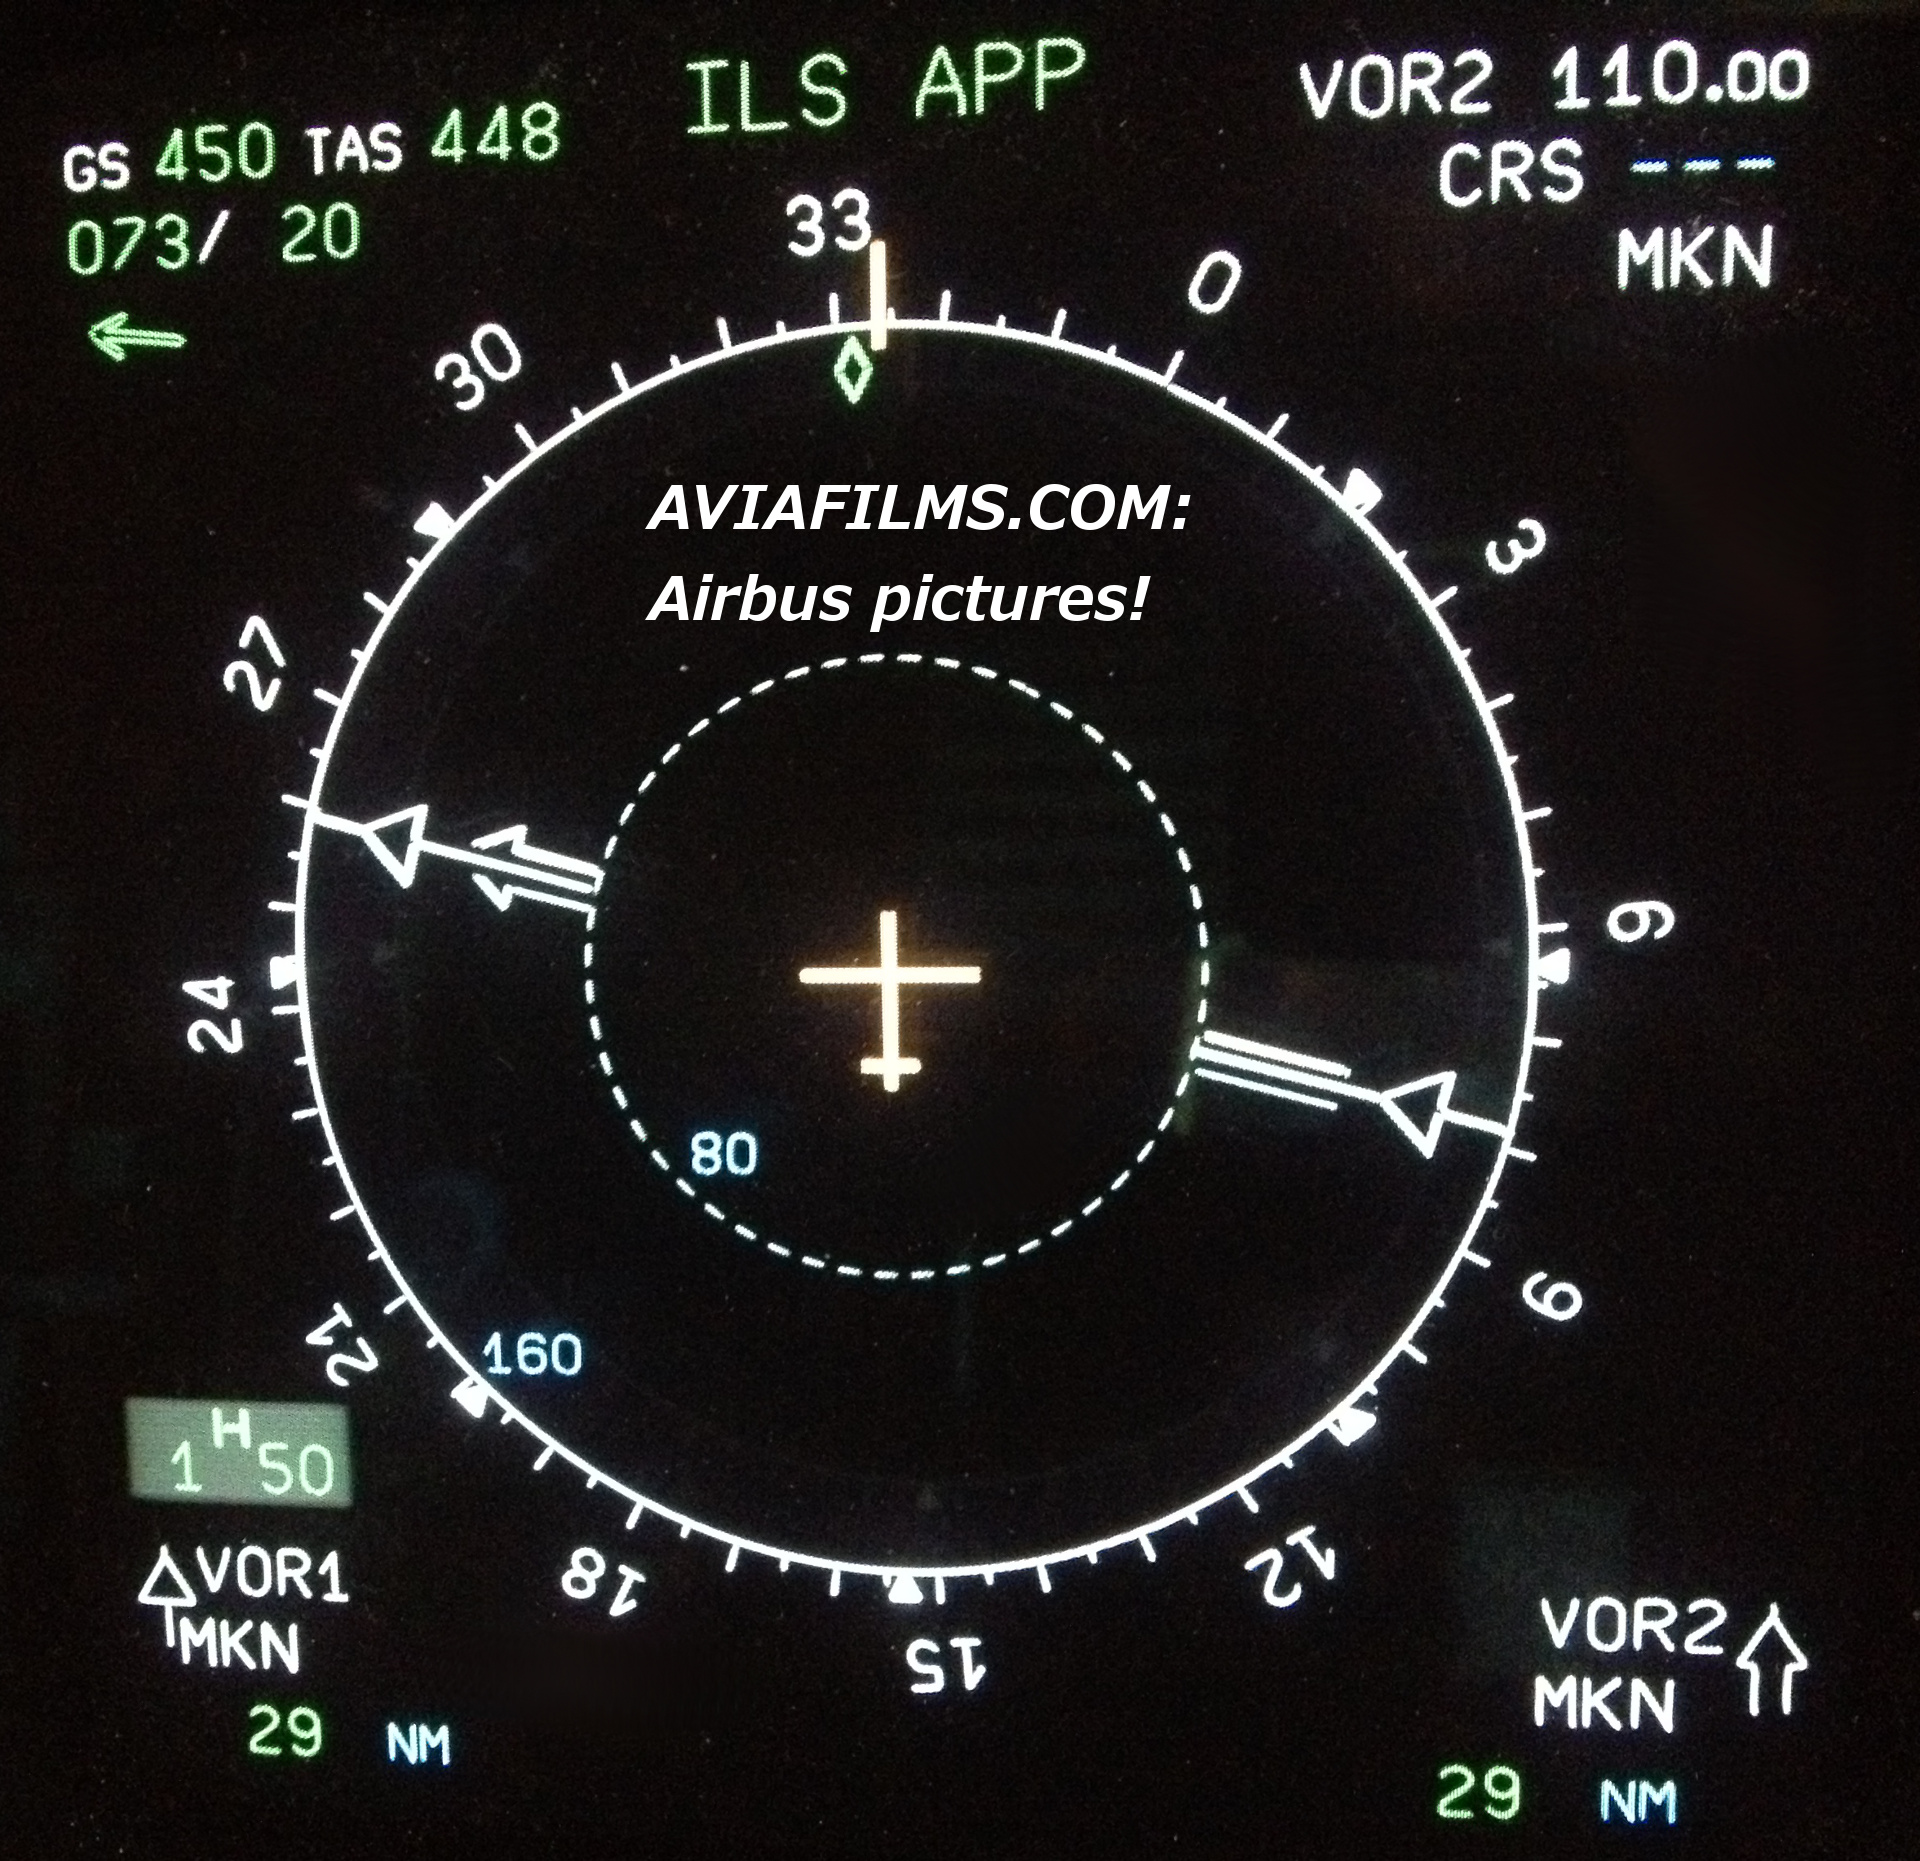 ILS APP
GS 450 TAS 448
073/ 20
VOR2 110.00
CRS ---
MKN
33
0
3
6
9
12
15
18
21
24
27
30
AVIAFILMS.COM:
Airbus pictures!
80
160
1H50
VOR1
MKN
29 NM
VOR2
MKN
29 NM